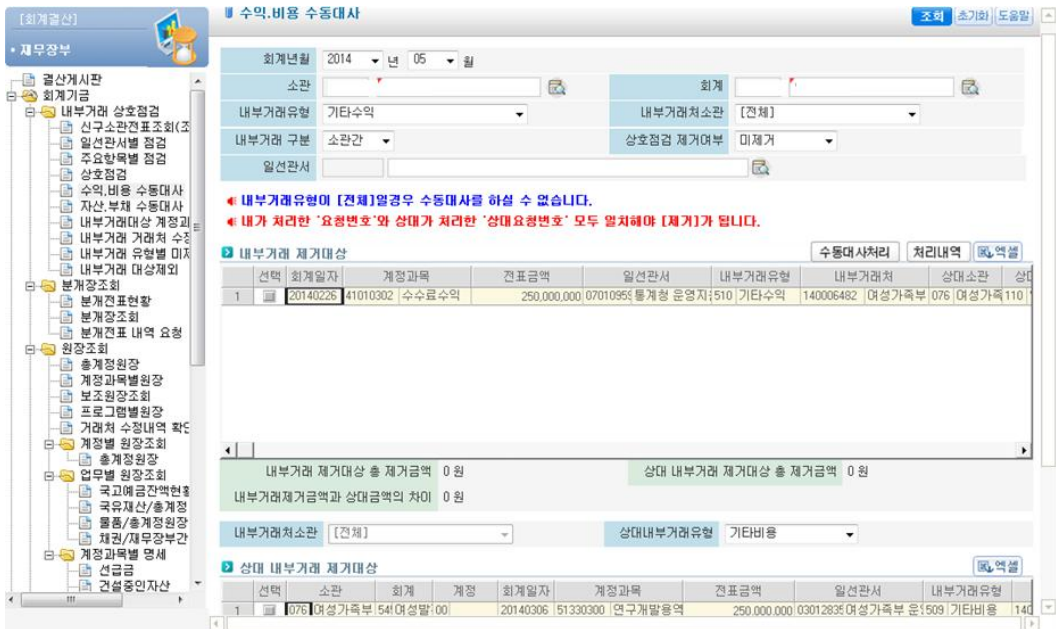 [회계결산]
• 재무장부
결산게시판
회계기금
내부거래 상호점검
신구소관전표조회(조
일선관서별 점검
주요항목별 점검
상호점검
수익,비용 수동대사
자산,부채 수동대사
내부거래대상 계정과
내부거래 거래처 수정
내부거래 유형별 미제
내부거래 대상제외
분개장조회
분개전표현황
분개장조회
분개전표 내역 요청
원장조회
총계정원장
계정과목별원장
보조원장조회
프로그램별원장
거래처 수정내역 확인
계정별 원장조회
총계정원장
업무별 원장조회
국고예금잔액현황
국유재산/총계정
물품/총계정원장
채권/재무장부간
계정과목별 명세
선급금
건설중인자산
수익.비용 수동대사
조회 초기화 도움말
회계년월 2014 년 05 월
소관 회계
내부거래유형 기타수익 내부거래처소관 [전체]
내부거래 구분 소관간 상호점검 제거여부 미제거
일선관서
내부거래유형이 [전체]일경우 수동대사를 하실 수 없습니다.
내가 처리한 '요청번호'와 상대가 처리한 '상대요청번호' 모두 일치해야 [제거]가 됩니다.
내부거래 제거대상 수동대사처리 처리내역 엑셀
선택 회계일자 계정과목 전표금액 일선관서 내부거래유형 내부거래처 상대소관
1 20140226 41010302 수수료수익 250,000,000 07010959 통계청 운영지 510 기타수익 140006482 여성가족부 076 여성가족 110
내부거래 제거대상 총 제거금액 0 원 상대 내부거래 제거대상 총 제거금액 0 원
내부거래제거금액과 상대금액의 차이 0 원
내부거래처소관 [전체] 상대내부거래유형 기타비용
상대 내부거래 제거대상 엑셀
선택 소관 회계 계정 회계일자 계정과목 전표금액 일선관서 내부거래유형
1 076 여성가족부 여성발 00 20140306 51330300 연구개발용역 250,000,000 03012835 여성가족부 운 509 기타비용